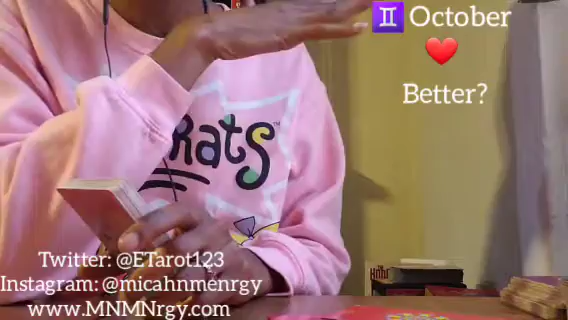 ♊ October
❤️
Better?
Rats
Twitter: @ETarot123
Instagram: @micahnmenrgy
www.MNMNrgy.com